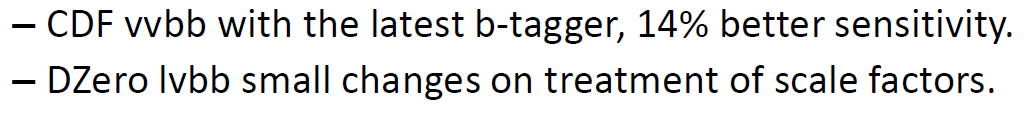 – CDF vvbb with the latest b-tagger, 14% better sensitivity.
– DZero lvbb small changes on treatment of scale factors.